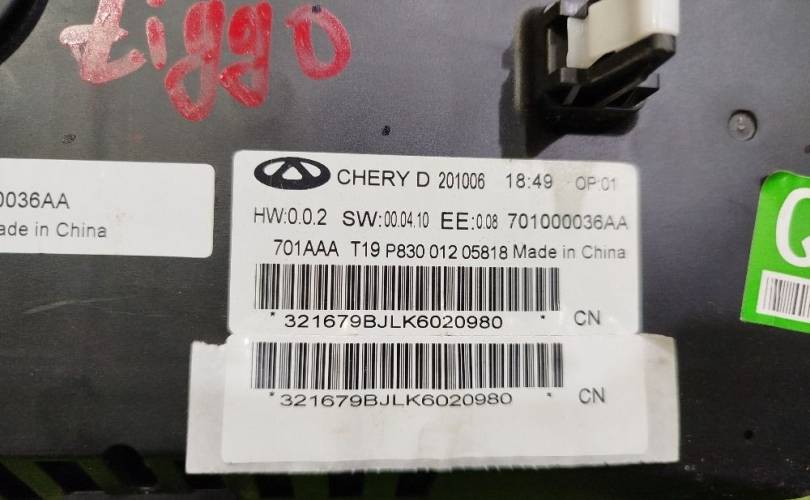 tiggo
0036AA
ade in China
CHERY D 201006 18:49 OP:01
HW:0.0.2 SW:00.04.10 EE:0.08 701000036AA
701AAA T19 P830 012 05818 Made in China
*321679BJLK6020980 * CN
*321679BJLK6020980 * CN
Q